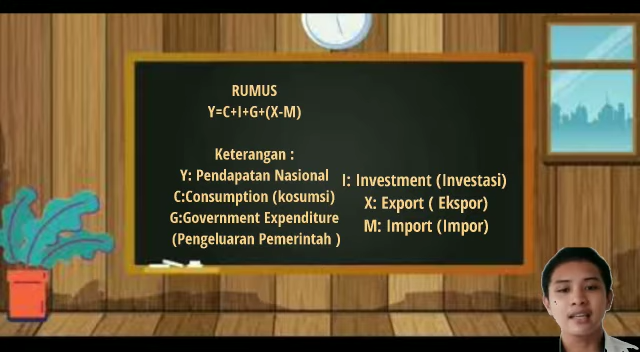 RUMUS
Y=C+I+G+(X-M)
Keterangan :
Y: Pendapatan Nasional
C:Consumption (kosumsi)
G:Government Expenditure
(Pengeluaran Pemerintah )
I: Investment (Investasi)
X: Export ( Ekspor)
M: Import (Impor)